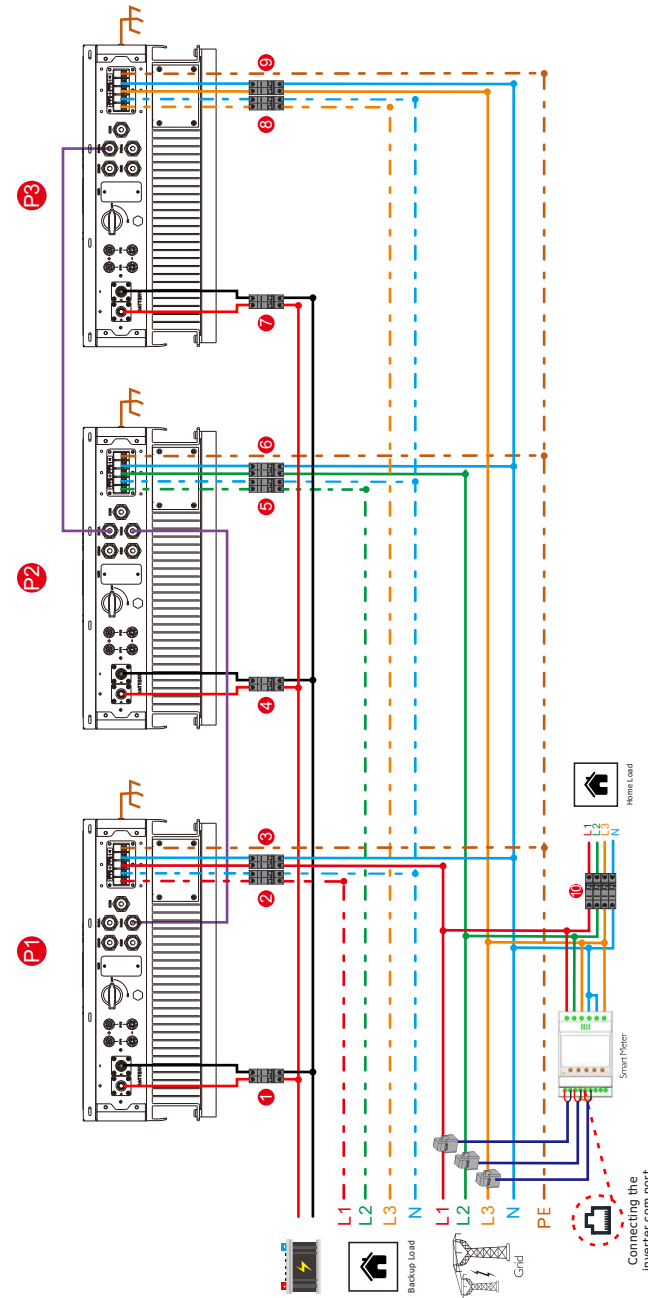 P1
P2
P3
1
2
3
4
5
6
7
8
9
10
Backup Load
L1
L2
L3
N
Grid
L1
L2
L3
N
PE
Home Load
L1
L2
L3
N
Smart Meter
Connecting the
inverter com port